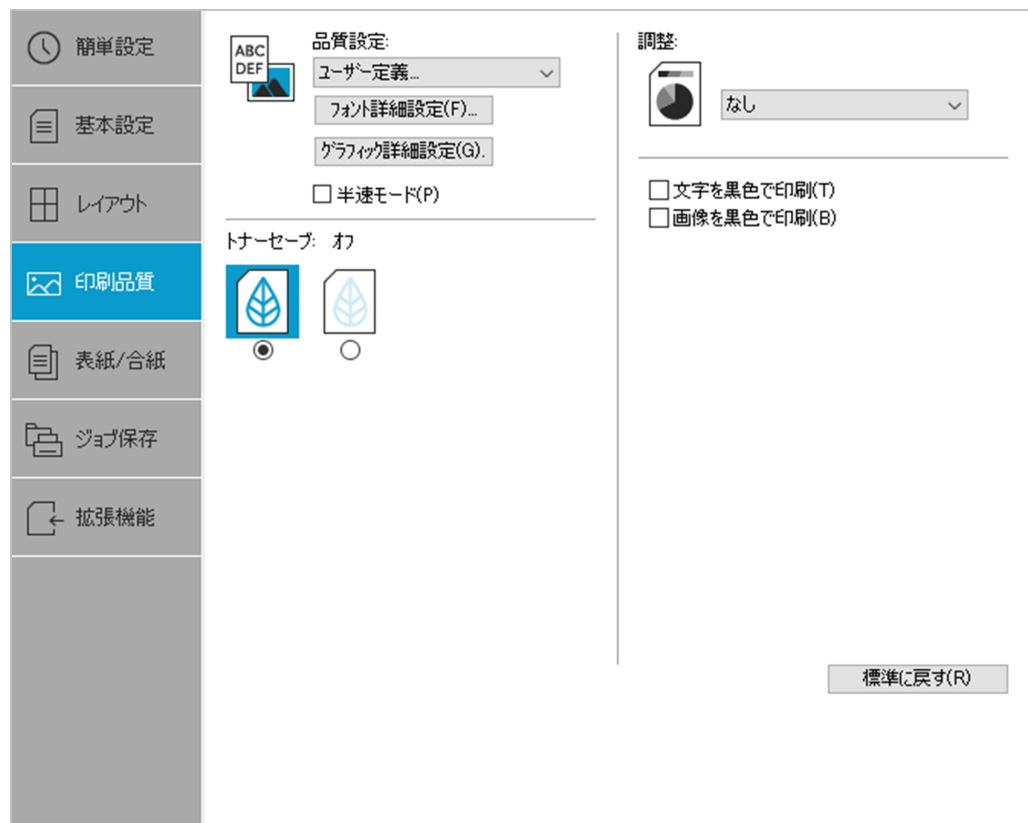 簡単設定
基本設定
レイアウト
印刷品質
表紙/合紙
ジョブ保存
拡張機能
ABC
DEF
品質設定:
ユーザー定義...
フォント詳細設定(F)...
グラフィック詳細設定(G).
半速モード(P)
トナーセーブ: オフ
調整:
なし
文字を黒色で印刷(T)
画像を黒色で印刷(B)
標準に戻す(R)